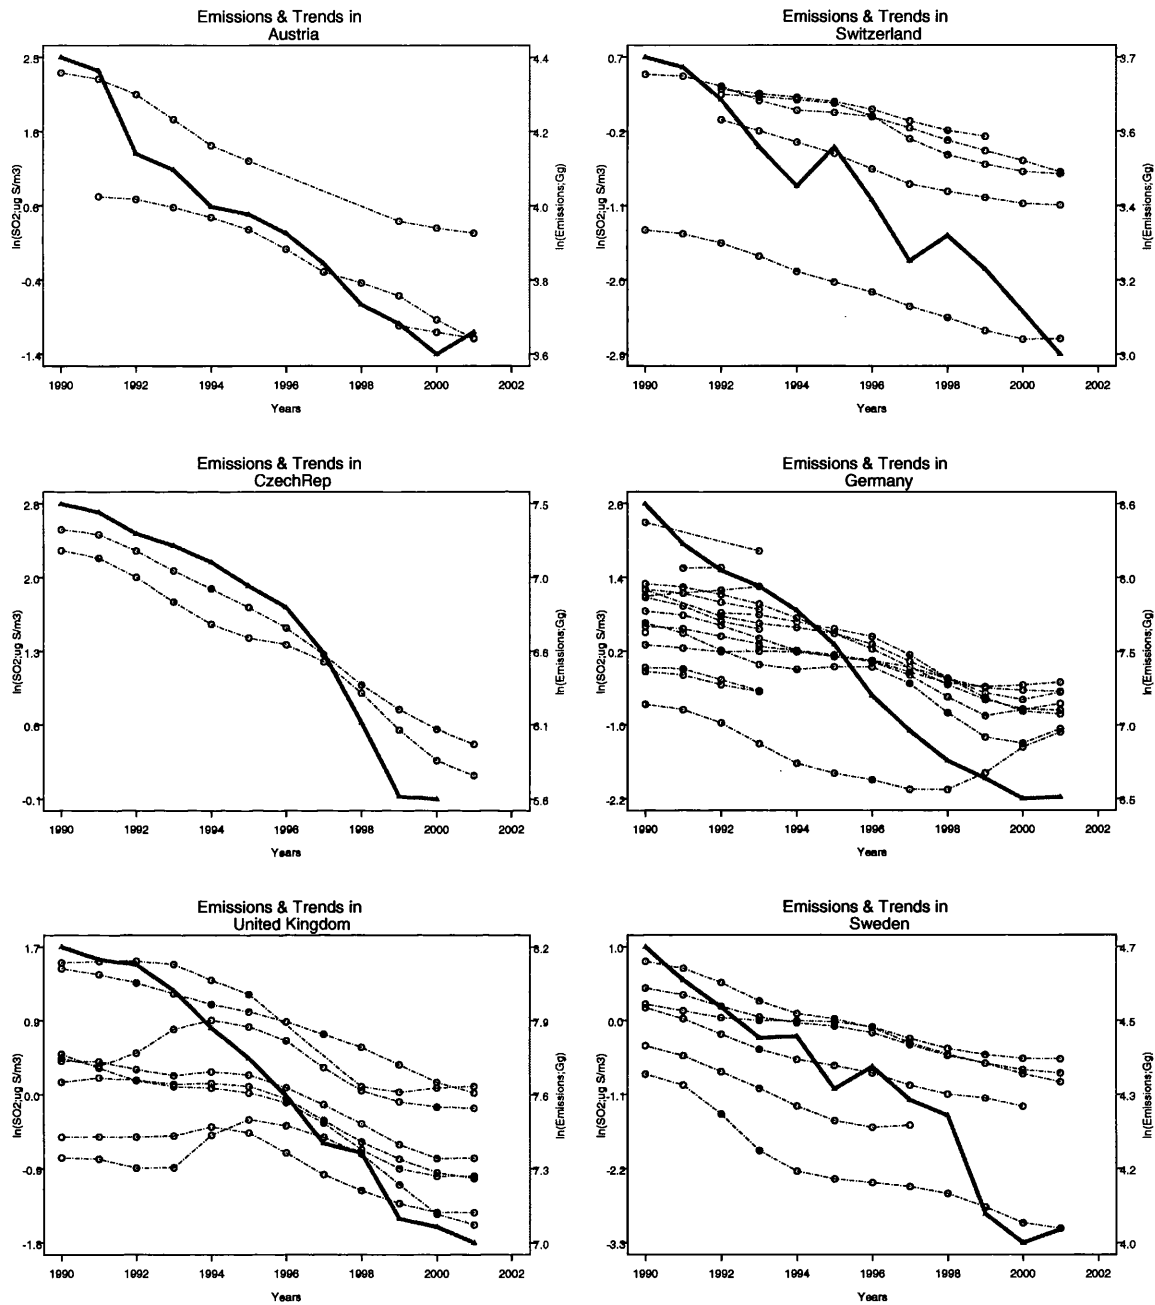 Emissions & Trends in
Austria
2.5
1.6
0.6
-0.4
-1.4
4.4
4.2
4.0
3.8
3.6
ln(SO2;ug S/m3)
ln(Emissions;Gg)
1990 1992 1994 1996 1998 2000 2002
Years
Emissions & Trends in
Switzerland
0.7
-0.2
-1.1
-2.0
-2.9
3.7
3.6
3.4
3.2
3.0
ln(SO2;ug S/m3)
ln(Emissions;Gg)
1990 1992 1994 1996 1998 2000 2002
Years
Emissions & Trends in
CzechRep
2.8
2.0
1.3
0.6
-0.1
7.5
7.0
6.6
6.1
5.6
ln(SO2;ug S/m3)
ln(Emissions;Gg)
1990 1992 1994 1996 1998 2000 2002
Years
Emissions & Trends in
Germany
2.6
1.4
0.2
-1.0
-2.2
8.6
8.0
7.5
7.0
6.5
ln(SO2;ug S/m3)
ln(Emissions;Gg)
1990 1992 1994 1996 1998 2000 2002
Years
Emissions & Trends in
United Kingdom
1.7
0.9
0.0
-0.9
-1.8
8.2
7.9
7.6
7.3
7.0
ln(SO2;ug S/m3)
ln(Emissions;Gg)
1990 1992 1994 1996 1998 2000 2002
Years
Emissions & Trends in
Sweden
1.0
0.0
-1.1
-2.2
-3.3
4.7
4.5
4.3
4.2
4.0
ln(SO2;ug S/m3)
ln(Emissions;Gg)
1990 1992 1994 1996 1998 2000 2002
Years